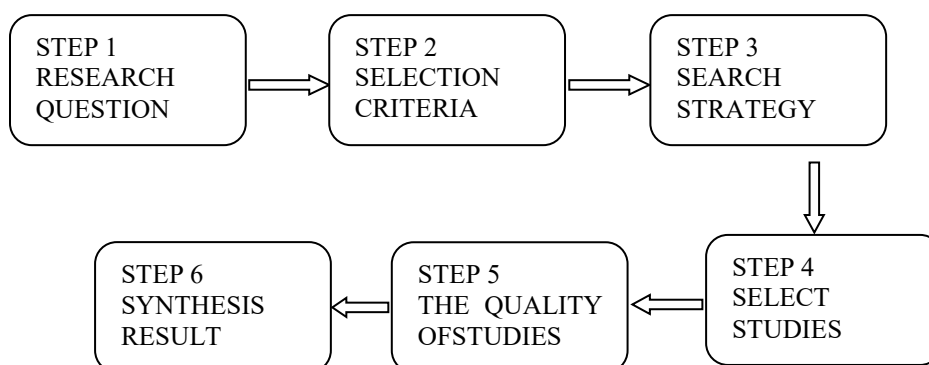 STEP 1
RESEARCH
QUESTION
STEP 2
SELECTION
CRITERIA
STEP 3
SEARCH
STRATEGY
STEP 4
SELECT
STUDIES
STEP 5
THE QUALITY
OFSTUDIES
STEP 6
SYNTHESIS
RESULT